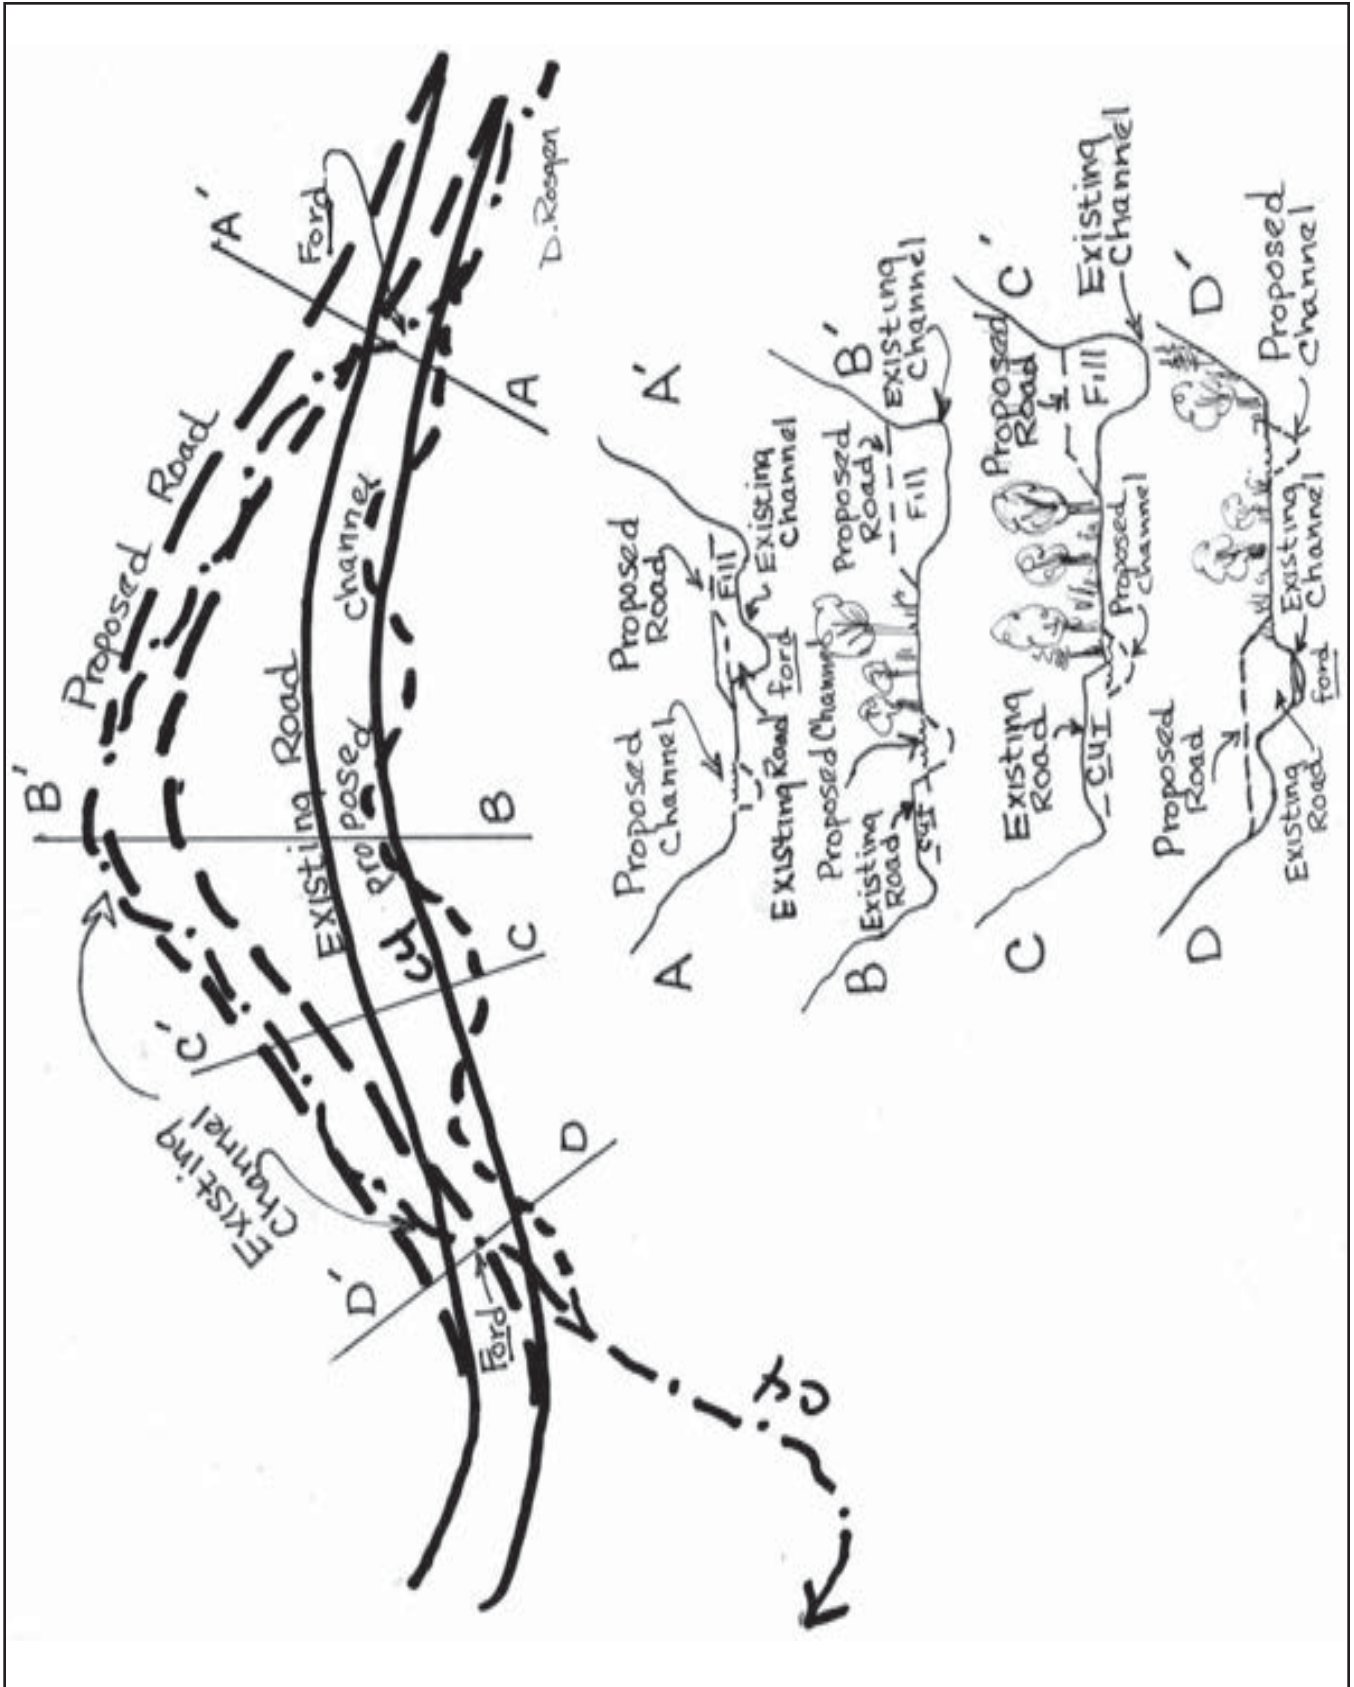 B'
Proposed Road
A'
Ford
Existing
Channel
C'
D'
Existing Road
Proposed channel
C4
Ford
A
B
C
D
D. Rosgen
C4
A
A'
Proposed
Channel
Proposed
Road
Fill
Existing
Channel
Existing Road
ford
B
B'
Existing
Road
Cut
Proposed Channel
Proposed
Road
Fill
Existing
Channel
C
C'
Existing
Road
Cut
Proposed
Channel
Proposed
Road
Fill
Existing
Channel
D
D'
Proposed
Road
Existing
Road
ford
Existing
Channel
Proposed
Channel